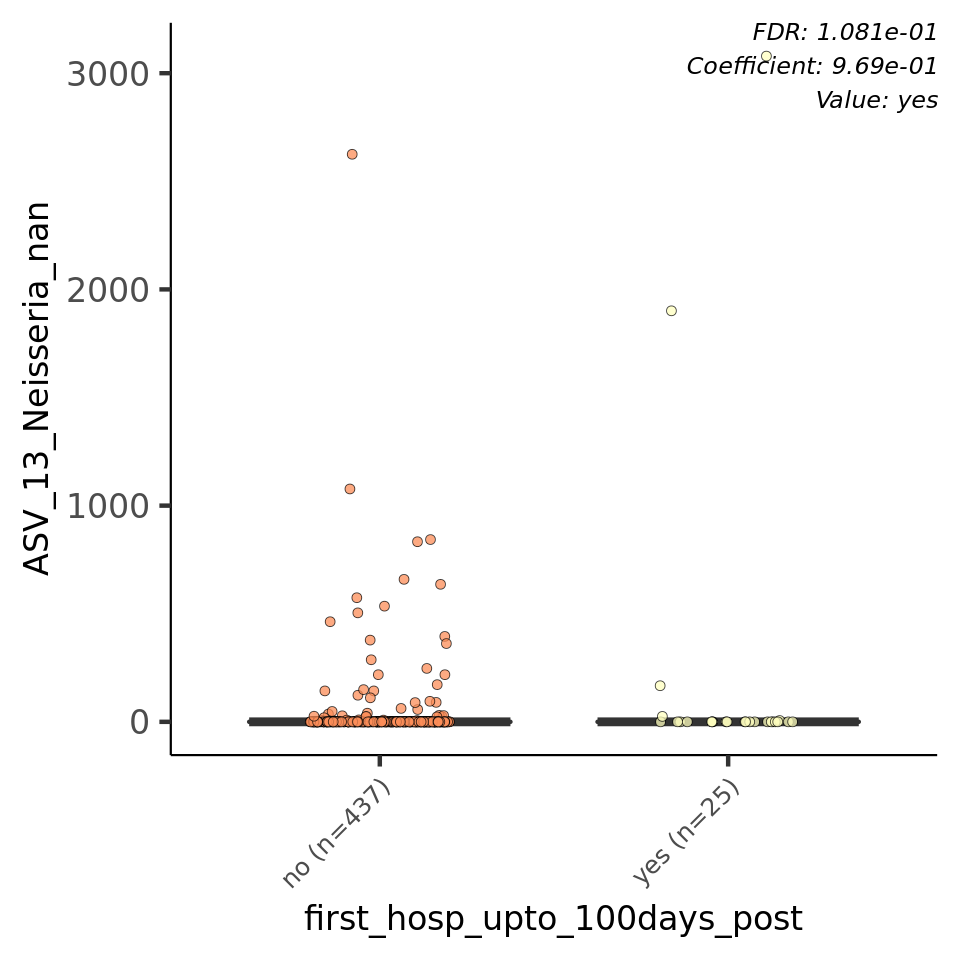 FDR: 1.081e-01
Coefficient: 9.69e-01
Value: yes
3000
2000
1000
0
ASV_13_Neisseria_nan
no (n=437)
yes (n=25)
first_hosp_upto_100days_post